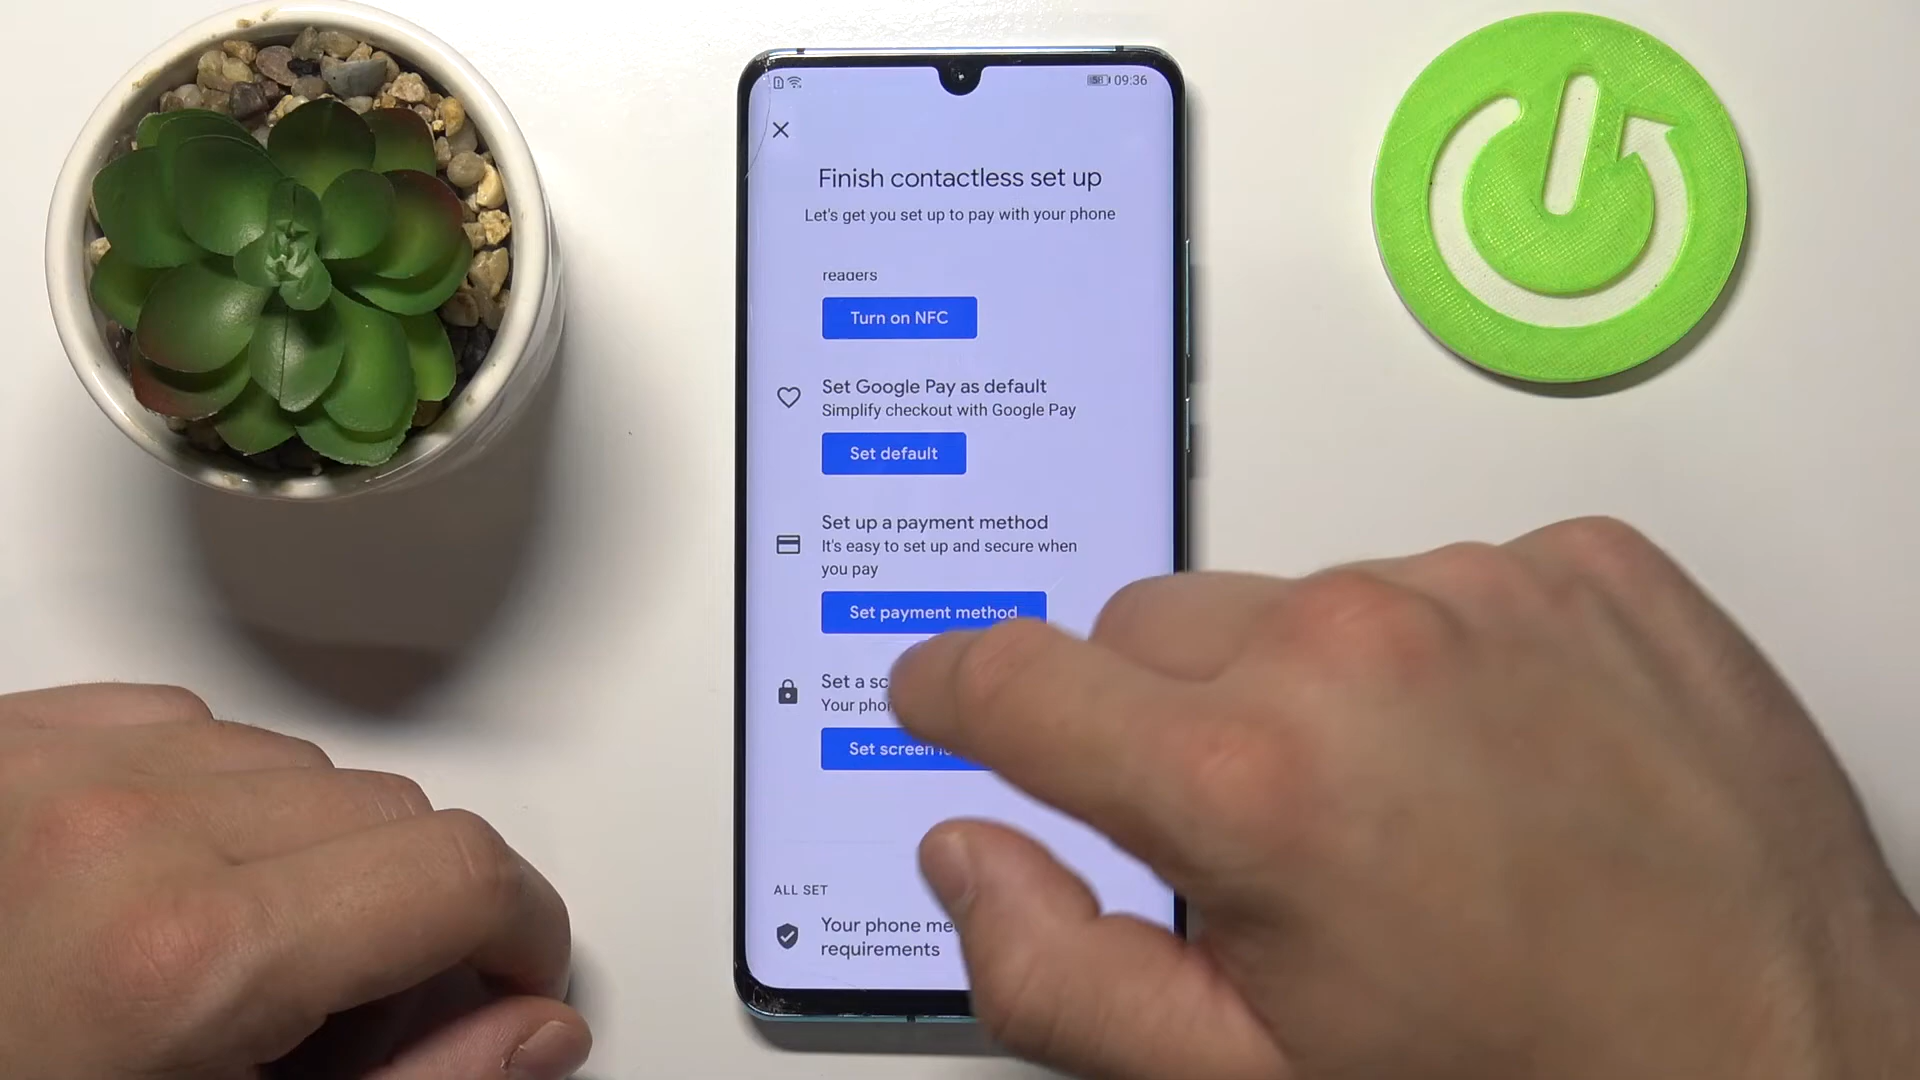 09:36
Finish contactless set up
Let's get you set up to pay with your phone
readers
Turn on NFC
Set Google Pay as default
Simplify checkout with Google Pay
Set default
Set up a payment method
It's easy to set up and secure when
you pay
Set payment method
Set a
Your
Set screen
ALL SET
Your phone
requirements